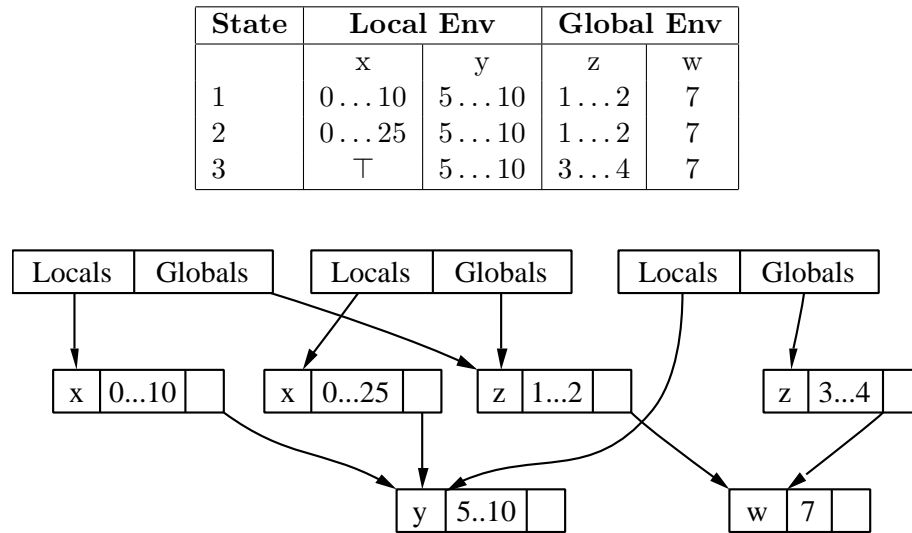 State Local Env Global Env
x y z w
1 0...10 5...10 1...2 7
2 0...25 5...10 1...2 7
3 ⊤ 5...10 3...4 7
Locals Globals Locals Globals Locals Globals
x 0...10 x 0...25 z 1...2 z 3...4
y 5..10 w 7